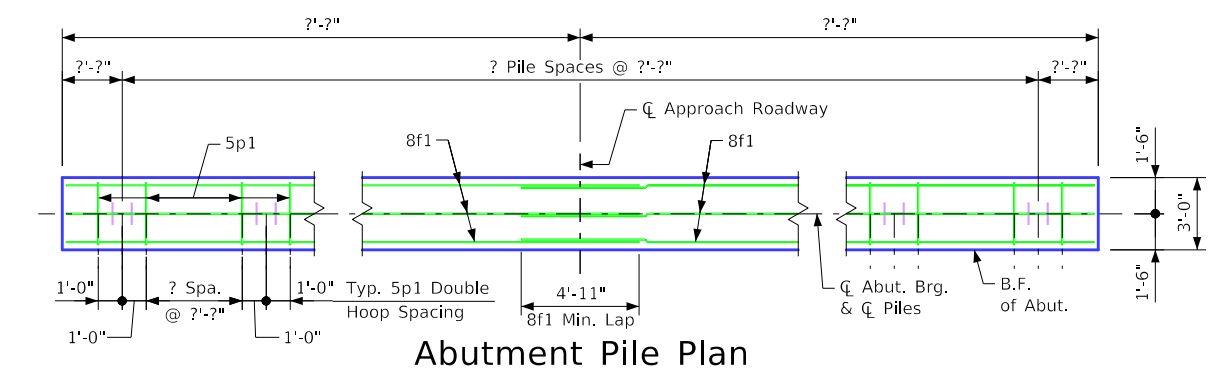 ?'-?"
?'-?"
?'-?"
? Pile Spaces @ ?'-?"
?'-?"
℄ Approach Roadway
5p1
8f1
8f1
1'-6"
3'-0"
1'-6"
1'-0"
? Spa.
@ ?'-?"
1'-0"
Typ. 5p1 Double
Hoop Spacing
1'-0"
1'-0"
4'-11"
8f1 Min. Lap
℄ Abut. Brg.
& ℄ Piles
B.F.
of Abut.
Abutment Pile Plan